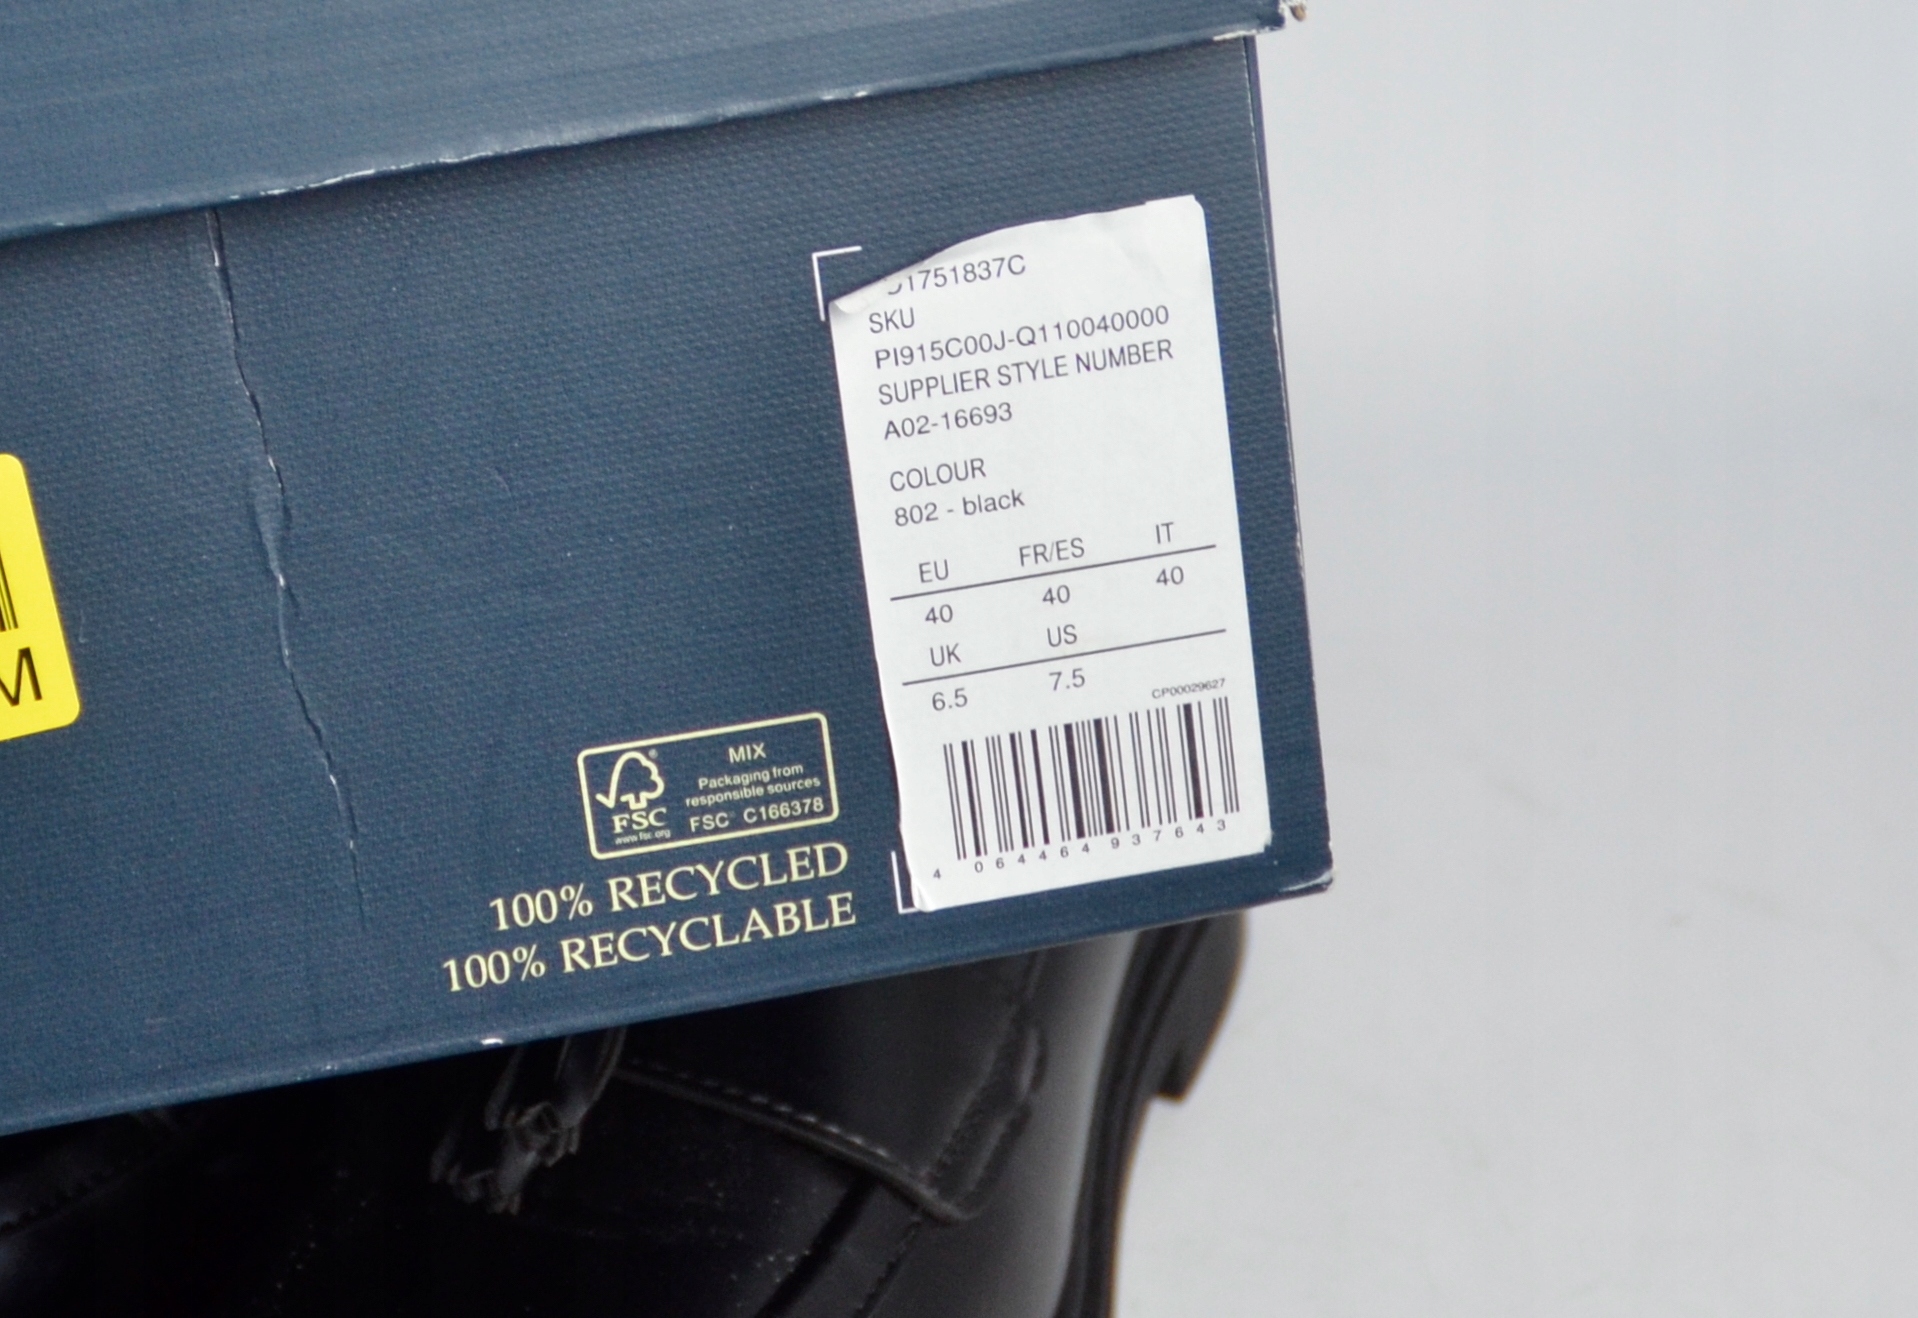 1751837C
SKU
PI915C00J-Q110040000
SUPPLIER STYLE NUMBER
A02-16693
COLOUR
802 - black
EU FR/ES IT
40 40 40
UK US
6.5 7.5
CP00029627
4 064464 937643
M
MIX
Packaging from
responsible sources
FSC® C166378
FSC
www.fsc.org
100% RECYCLED
100% RECYCLABLE